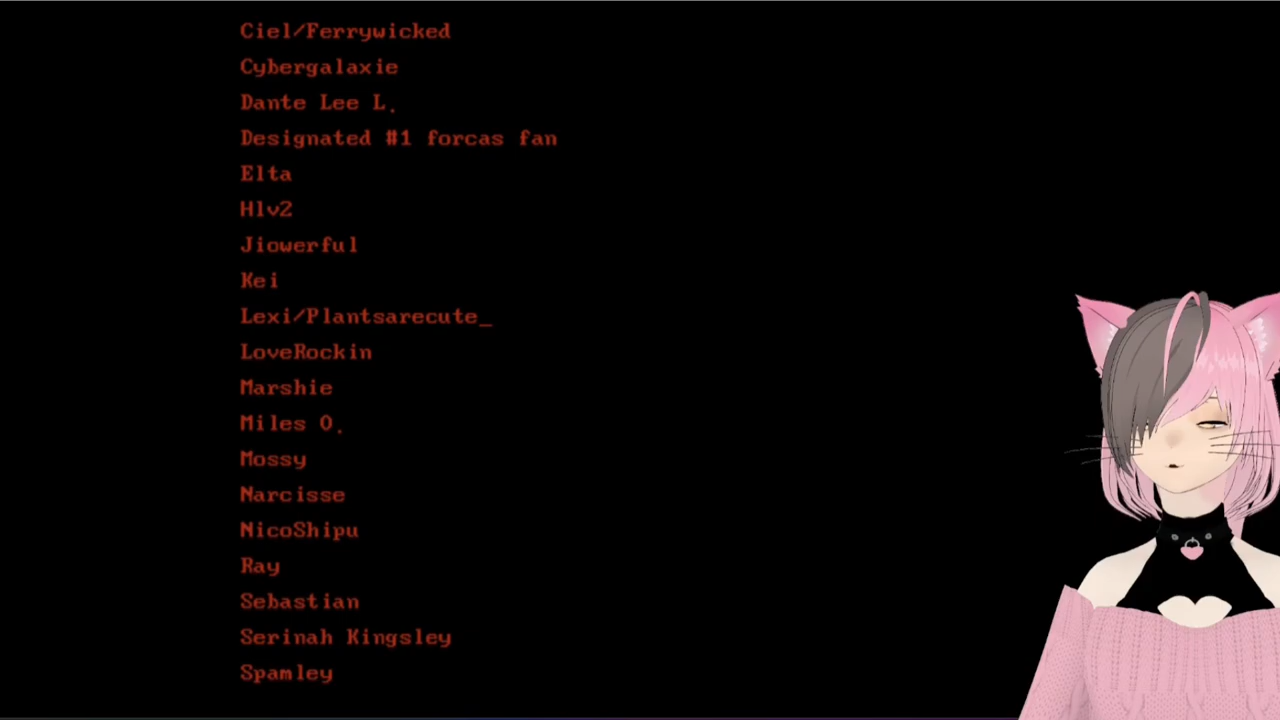 Ciel/Ferrywicked
Cybergalaxie
Dante Lee L.
Designated #1 forcas fan
Elta
Hlv2
Jiowerful
Kei
Lexi/Plantsarecute_
LoveRockin
Marshie
Miles O.
Mossy
Narcisse
NicoShipu
Ray
Sebastian
Serinah Kingsley
Spamley